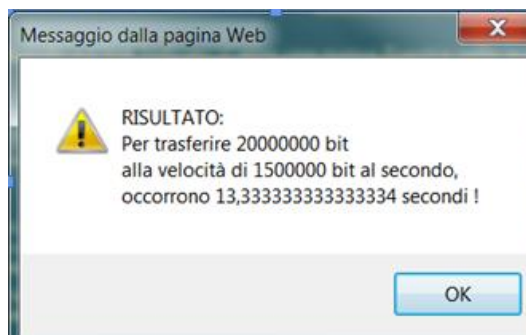 Messaggio dalla pagina Web
RISULTATO:
Per trasferire 20000000 bit
alla velocità di 1500000 bit al secondo,
occorrono 13,333333333333334 secondi !
OK